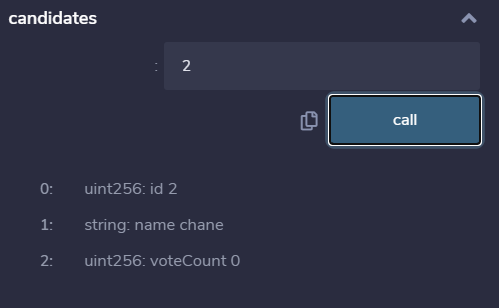 candidates
: 2
call
0: uint256: id 2
1: string: name chane
2: uint256: voteCount 0